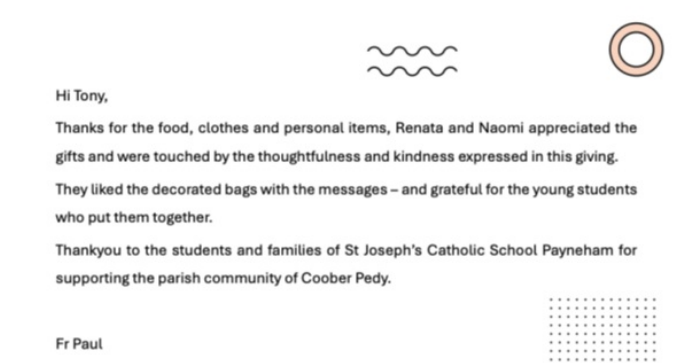 Hi Tony,
Thanks for the food, clothes and personal items, Renata and Naomi appreciated the
gifts and were touched by the thoughtfulness and kindness expressed in this giving.
They liked the decorated bags with the messages – and grateful for the young students
who put them together.
Thankyou to the students and families of St Joseph's Catholic School Payneham for
supporting the parish community of Coober Pedy.
Fr Paul